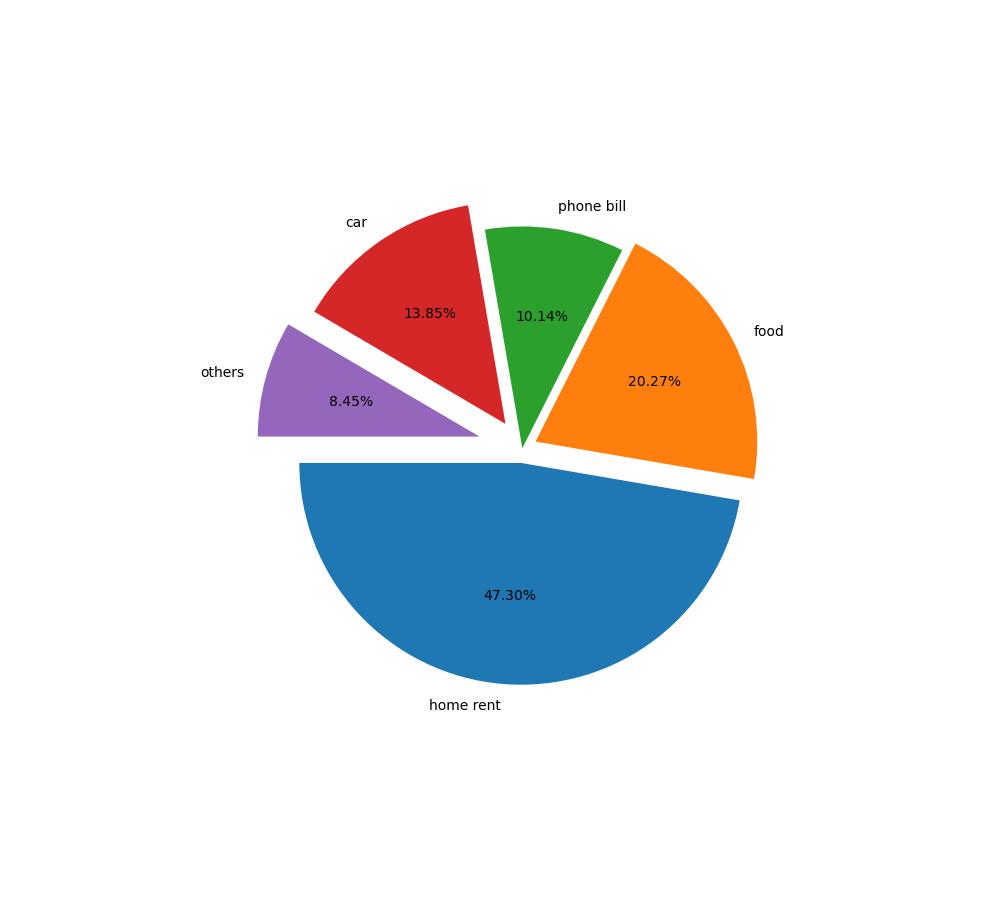 phone bill
car
10.14%
13.85%
food
20.27%
others
8.45%
47.30%
home rent